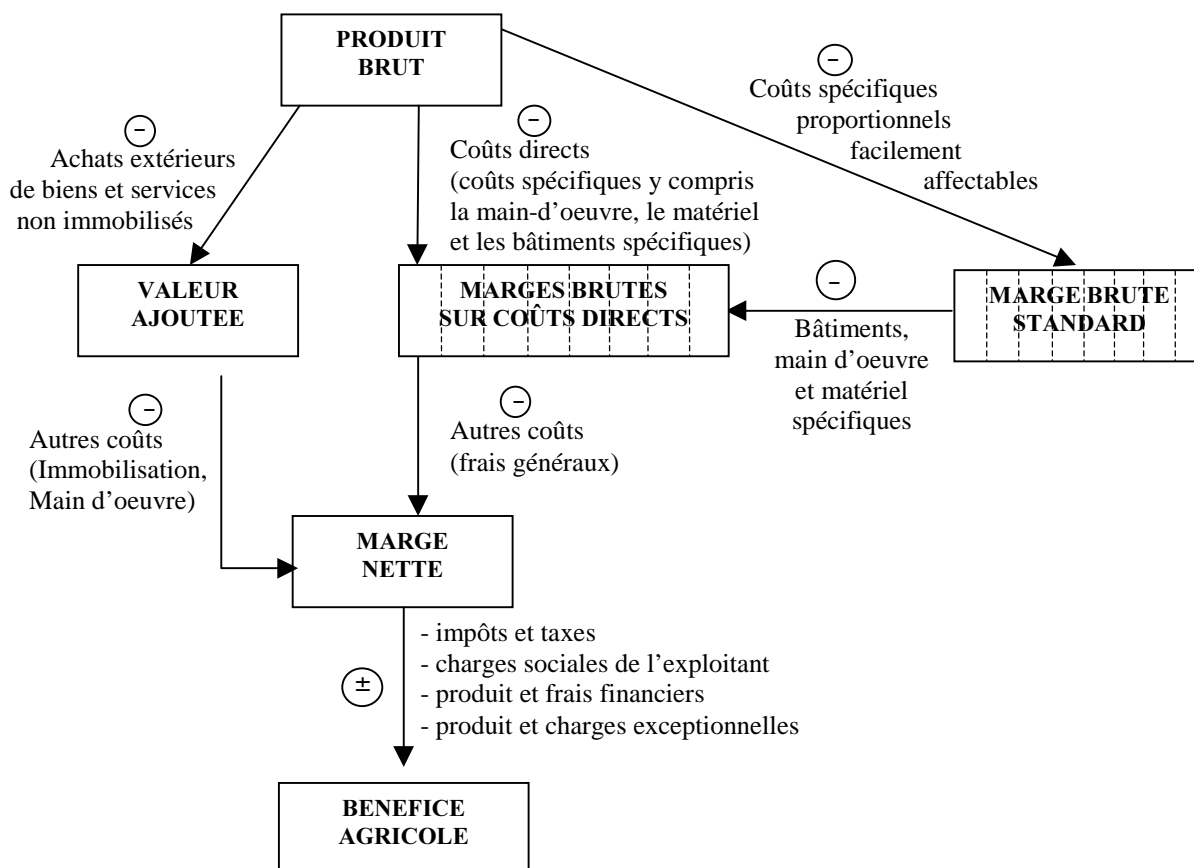 PRODUIT
BRUT
−
Achats extérieurs
de biens et services
non immobilisés
−
Coûts directs
(coûts spécifiques y compris
la main-d’oeuvre, le matériel
et les bâtiments spécifiques)
−
Coûts spécifiques
proportionnels
facilement
affectables
VALEUR
AJOUTEE
MARGES BRUTES
SUR COÛTS DIRECTS
−
Bâtiments,
main d’oeuvre
et matériel
spécifiques
MARGE BRUTE
STANDARD
−
Autres coûts
(Immobilisation,
Main d’oeuvre)
−
Autres coûts
(frais généraux)
MARGE
NETTE
±
- impôts et taxes
- charges sociales de l’exploitant
- produit et frais financiers
- produit et charges exceptionnelles
BENEFICE
AGRICOLE